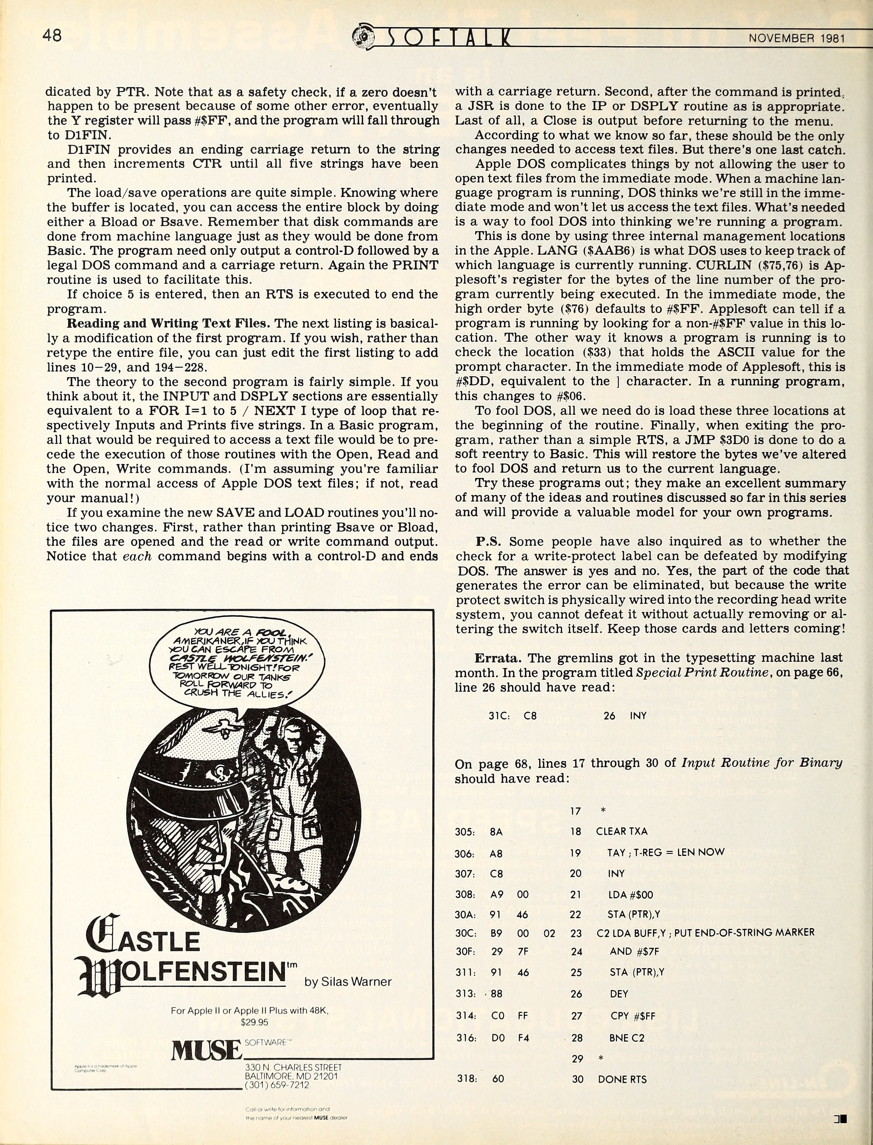 48
SOFTALK
NOVEMBER 1981
dicated by PTR. Note that as a safety check, if a zero doesn't
happen to be present because of some other error, eventually
the Y register will pass #$FF, and the program will fall through
to D1FIN.
D1FIN provides an ending carriage return to the string
and then increments CTR until all five strings have been
printed.
The load/save operations are quite simple. Knowing where
the buffer is located, you can access the entire block by doing
either a Bload or Bsave. Remember that disk commands are
done from machine language just as they would be done from
Basic. The program need only output a control-D followed by a
legal DOS command and a carriage return. Again the PRINT
routine is used to facilitate this.
If choice 5 is entered, then an RTS is executed to end the
program.
Reading and Writing Text Files. The next listing is basical-
ly a modification of the first program. If you wish, rather than
retype the entire file, you can just edit the first listing to add
lines 10–29, and 194–228.
The theory to the second program is fairly simple. If you
think about it, the INPUT and DSPLY sections are essentially
equivalent to a FOR I=1 to 5 / NEXT I type of loop that re-
spectively Inputs and Prints five strings. In a Basic program,
all that would be required to access a text file would be to pre-
cede the execution of those routines with the Open, Read and
the Open, Write commands. (I'm assuming you're familiar
with the normal access of Apple DOS text files; if not, read
your manual!)
If you examine the new SAVE and LOAD routines you'll no-
tice two changes. First, rather than printing Bsave or Bload,
the files are opened and the read or write command output.
Notice that each command begins with a control-D and ends
with a carriage return. Second, after the command is printed,
a JSR is done to the IP or DSPLY routine as is appropriate.
Last of all, a Close is output before returning to the menu.
According to what we know so far, these should be the only
changes needed to access text files. But there's one last catch.
Apple DOS complicates things by not allowing the user to
open text files from the immediate mode. When a machine lan-
guage program is running, DOS thinks we're still in the imme-
diate mode and won't let us access the text files. What's needed
is a way to fool DOS into thinking we're running a program.
This is done by using three internal management locations
in the Apple. LANG ($AAB6) is what DOS uses to keep track of
which language is currently running. CURLIN ($75,76) is Ap-
plesoft's register for the bytes of the line number of the pro-
gram currently being executed. In the immediate mode, the
high order byte ($76) defaults to #$FF. Applesoft can tell if a
program is running by looking for a non-#$FF value in this lo-
cation. The other way it knows a program is running is to
check the location ($33) that holds the ASCII value for the
prompt character. In the immediate mode of Applesoft, this is
#$DD, equivalent to the ] character. In a running program,
this changes to #$06.
To fool DOS, all we need do is load these three locations at
the beginning of the routine. Finally, when exiting the pro-
gram, rather than a simple RTS, a JMP $3D0 is done to do a
soft reentry to Basic. This will restore the bytes we've altered
to fool DOS and return us to the current language.
Try these programs out; they make an excellent summary
of many of the ideas and routines discussed so far in this series
and will provide a valuable model for your own programs.
P.S. Some people have also inquired as to whether the
check for a write-protect label can be defeated by modifying
DOS. The answer is yes and no. Yes, the part of the code that
generates the error can be eliminated, but because the write
protect switch is physically wired into the recording head write
system, you cannot defeat it without actually removing or al-
tering the switch itself. Keep those cards and letters coming!
Errata. The gremlins got in the typesetting machine last
month. In the program titled Special Print Routine, on page 66,
line 26 should have read:
31C: C8 26 INY
On page 68, lines 17 through 30 of Input Routine for Binary
should have read:
17 *
305: 8A 18 CLEAR TXA
306: A8 19 TAY ; T-REG = LEN NOW
307: C8 20 INY
308: A9 00 21 LDA #$00
30A: 91 46 22 STA (PTR),Y
30C: B9 00 02 23 C2 LDA BUFF,Y ; PUT END-OF-STRING MARKER
30F: 29 7F 24 AND #$7F
311: 91 46 25 STA (PTR),Y
313: 88 26 DEY
314: C0 FF 27 CPY #$FF
316: D0 F4 28 BNE C2
29 *
318: 60 30 DONE RTS
YOU ARE A FOOL,
AMERIKANER, IF YOU THINK
YOU CAN ESCAPE FROM
CASTLE WOLFENSTEIN!
REST WELL TONIGHT! FOR
TOMORROW OUR TANKS
ROLL FORWARD TO
CRUSH THE ALLIES!
CASTLE
WOLFENSTEIN™
by Silas Warner
For Apple II or Apple II Plus with 48K,
$29.95
MUSE SOFTWARE™
330 N. CHARLES STREET
BALTIMORE, MD 21201
(301) 659-7212
Apple II is a trademark of Apple
Computer Corp.
Call or write for information and
the name of your nearest MUSE dealer